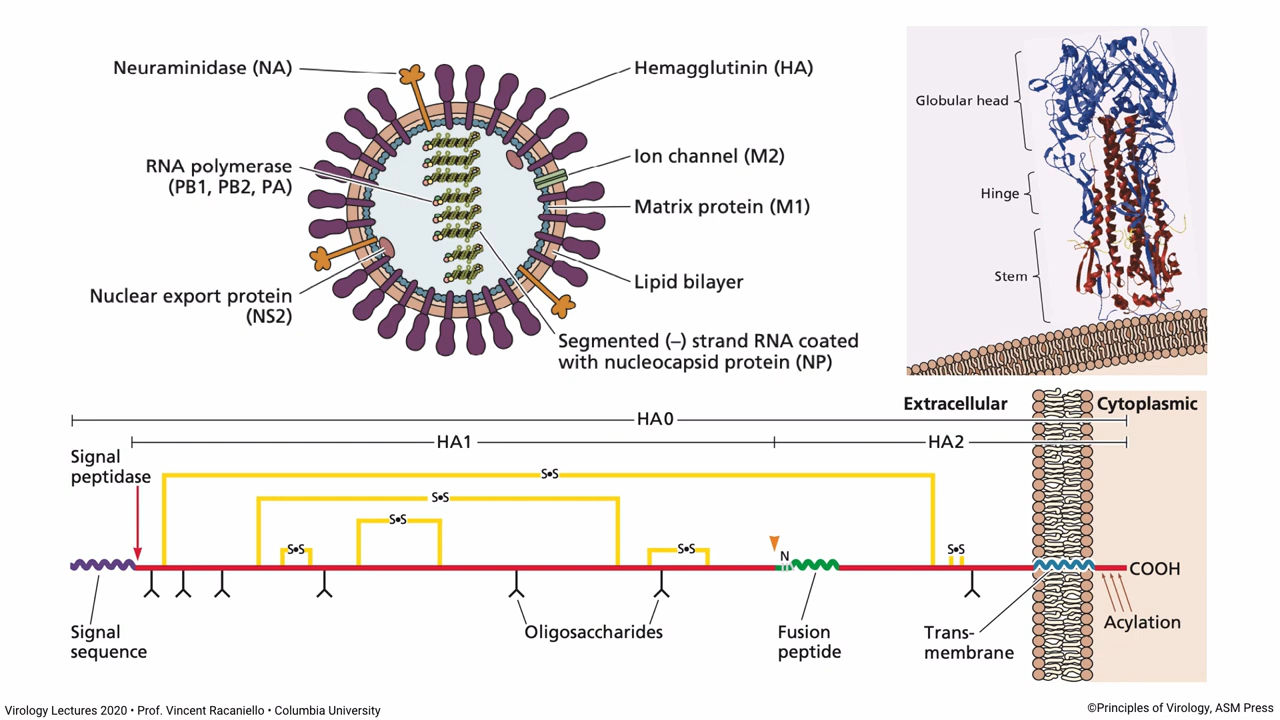 Neuraminidase (NA)
Hemagglutinin (HA)
RNA polymerase
(PB1, PB2, PA)
Ion channel (M2)
Matrix protein (M1)
Nuclear export protein
(NS2)
Lipid bilayer
Segmented (–) strand RNA coated
with nucleocapsid protein (NP)
Globular head
Hinge
Stem
Extracellular
Cytoplasmic
HA0
HA1
HA2
Signal
peptidase
S•S
S•S
S•S
S•S
S•S
S•S
N
COOH
Signal
sequence
Oligosaccharides
Fusion
peptide
Trans-
membrane
Acylation
Virology Lectures 2020 • Prof. Vincent Racaniello • Columbia University
©Principles of Virology, ASM Press